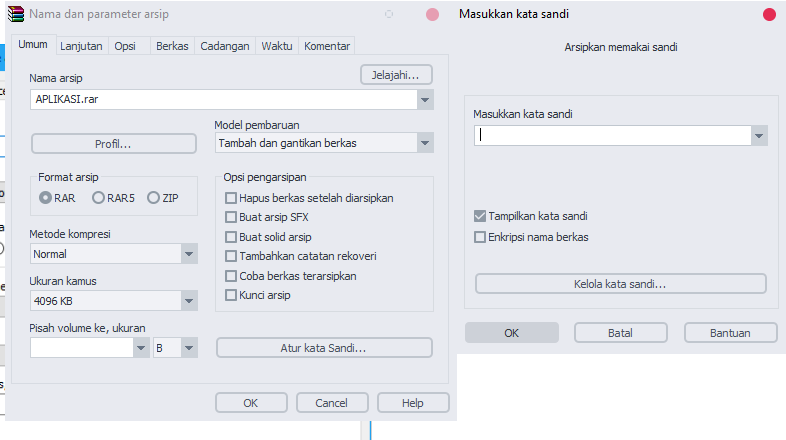 Nama dan parameter arsip
Umum Lanjutan Opsi Berkas Cadangan Waktu Komentar
Nama arsip
Jelajahi...
APLIKASI.rar
Profil...
Model pembaruan
Tambah dan gantikan berkas
Format arsip
RAR RAR5 ZIP
Metode kompresi
Normal
Ukuran kamus
4096 KB
Pisah volume ke, ukuran
B
Opsi pengarsipan
Hapus berkas setelah diarsipkan
Buat arsip SFX
Buat solid arsip
Tambahkan catatan rekoveri
Coba berkas terarsipkan
Kunci arsip
Atur kata Sandi...
OK Cancel Help
Masukkan kata sandi
Arsipkan memakai sandi
Masukkan kata sandi
Tampilkan kata sandi
Enkripsi nama berkas
Kelola kata sandi...
OK Batal Bantuan